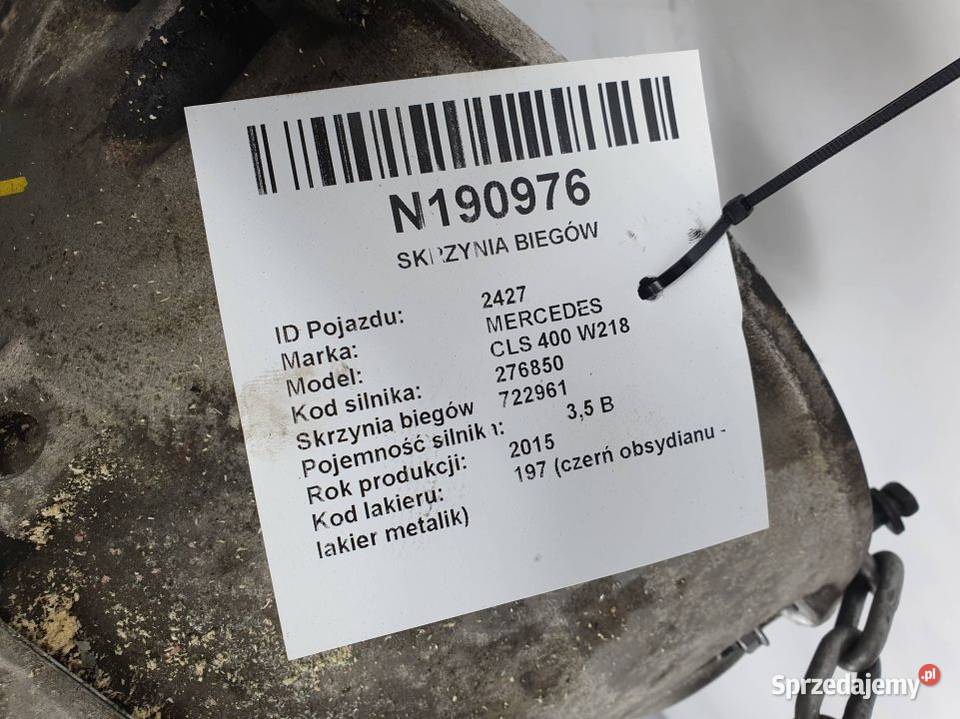 N190976
SKRZYNIA BIEGÓW
ID Pojazdu: 2427
Marka: MERCEDES
Model: CLS 400 W218
Kod silnika: 276850
Skrzynia biegów 722961
Pojemność silnika: 3,5 B
Rok produkcji: 2015
Kod lakieru: 197 (czerń obsydianu -
lakier metalik)
Sprzedajemy.pl